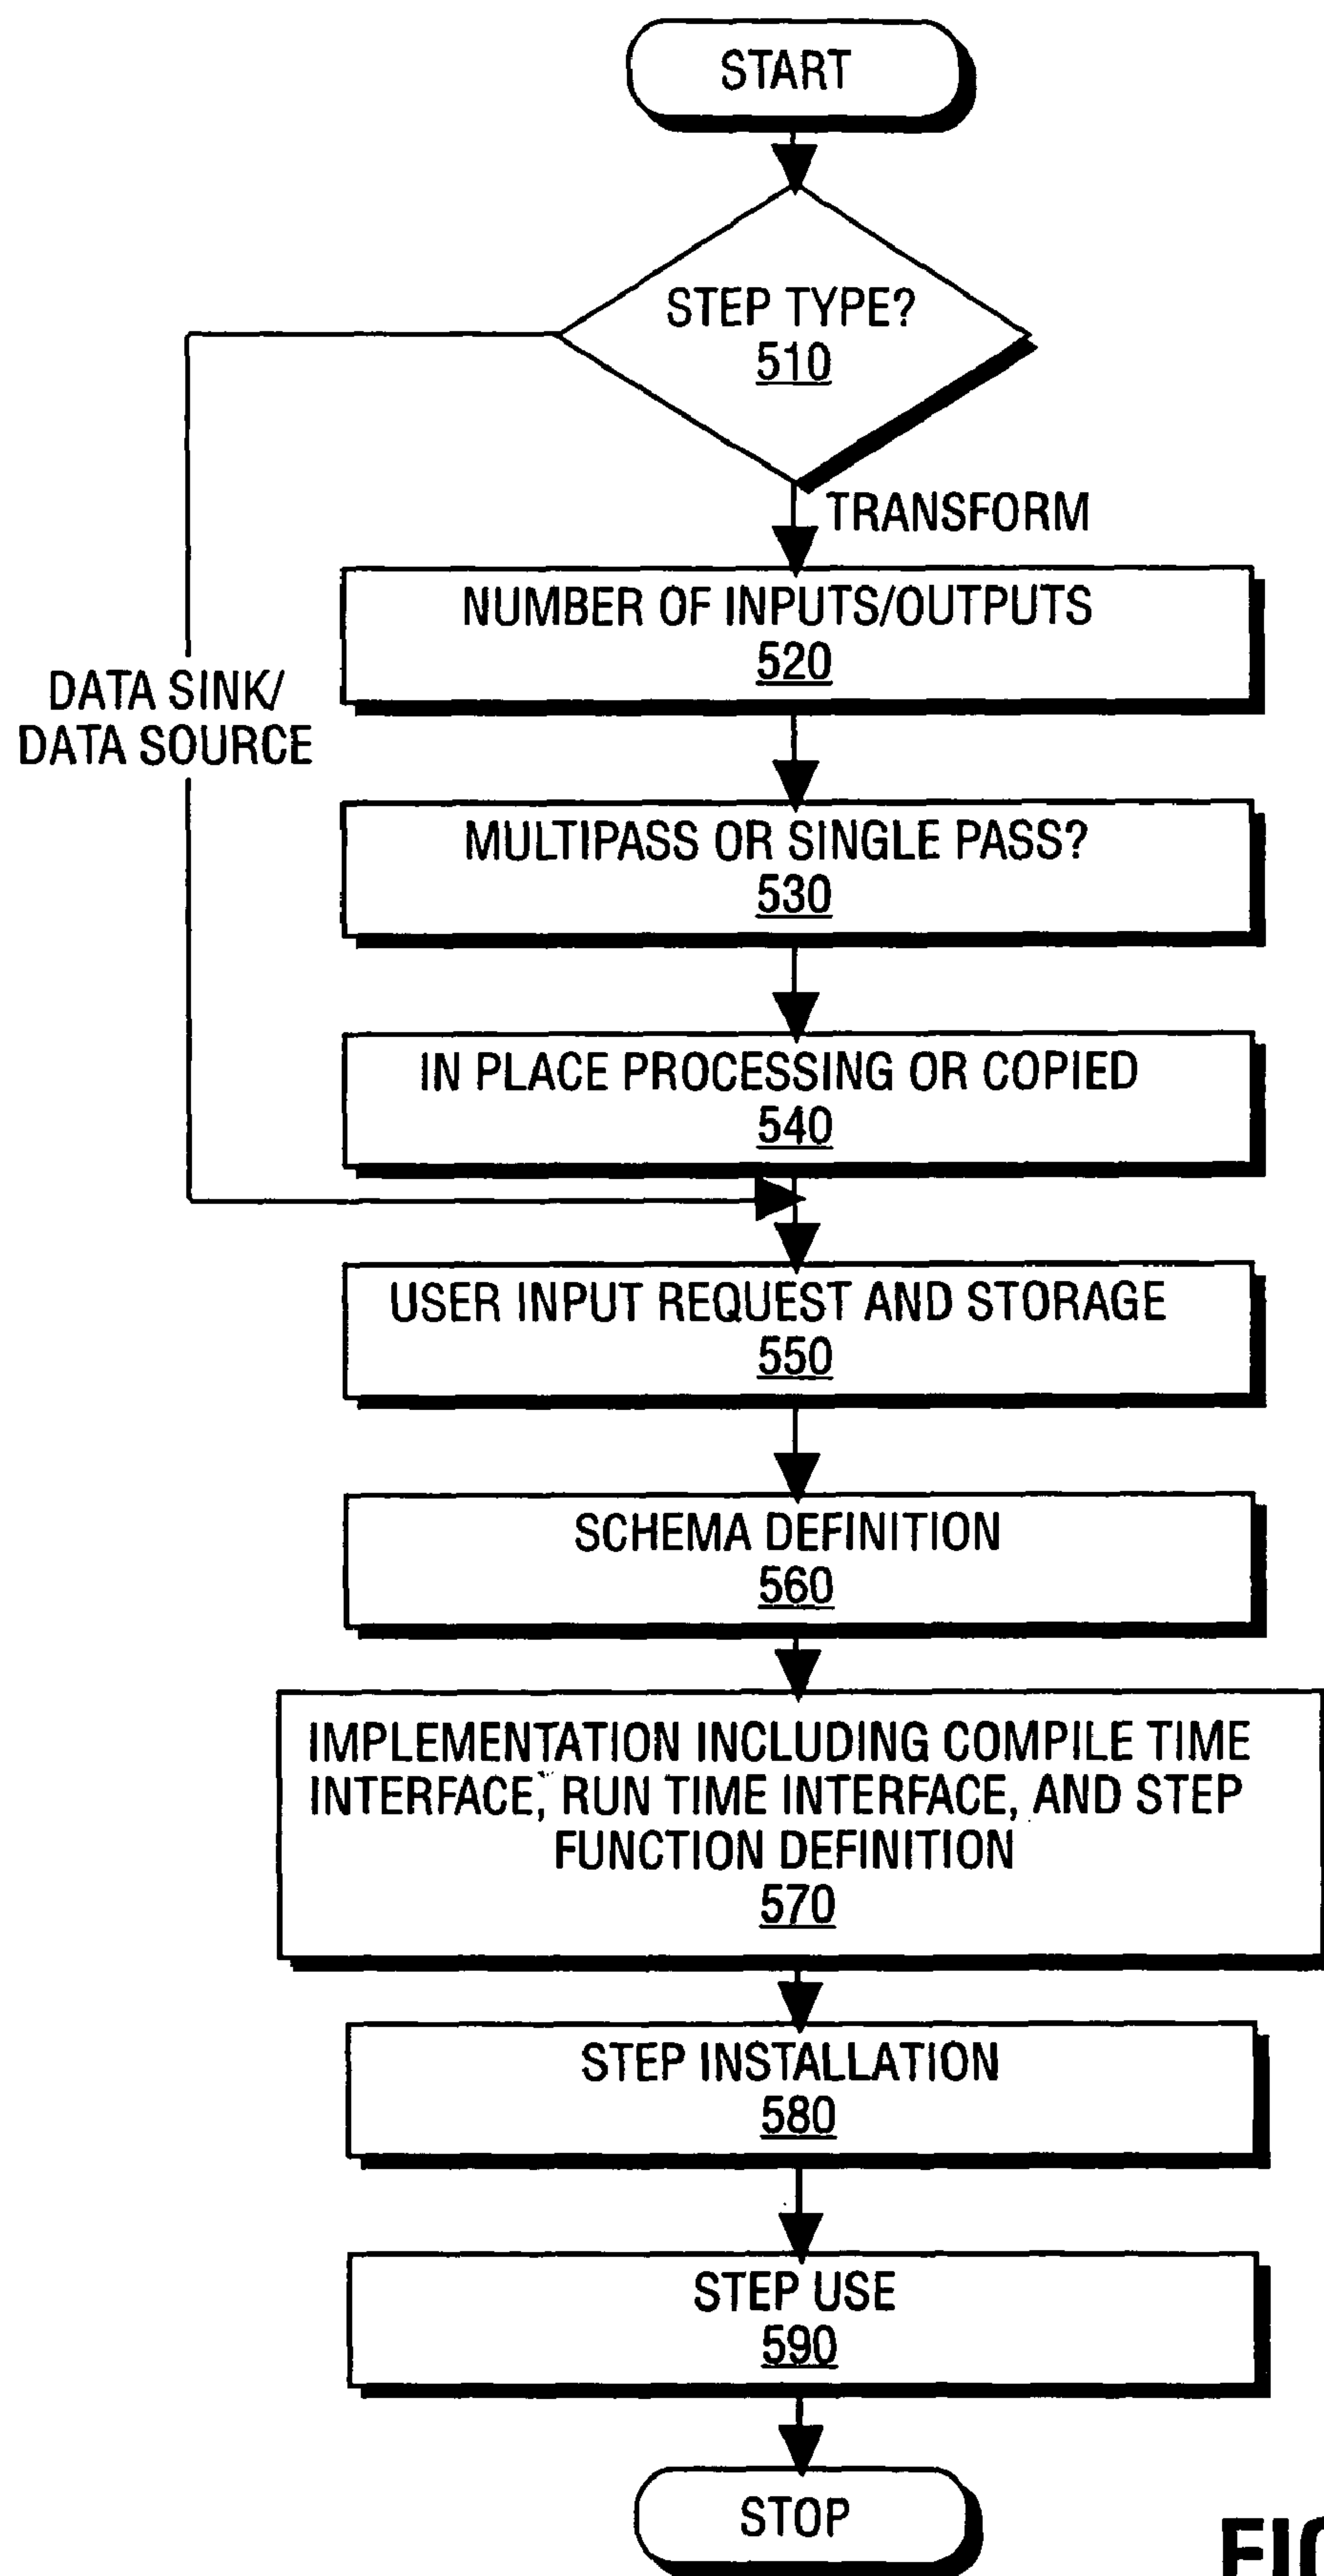 START
STEP TYPE?
510
TRANSFORM
NUMBER OF INPUTS/OUTPUTS
520
DATA SINK/
DATA SOURCE
MULTIPASS OR SINGLE PASS?
530
IN PLACE PROCESSING OR COPIED
540
USER INPUT REQUEST AND STORAGE
550
SCHEMA DEFINITION
560
IMPLEMENTATION INCLUDING COMPILE TIME
INTERFACE, RUN TIME INTERFACE, AND STEP
FUNCTION DEFINITION
570
STEP INSTALLATION
580
STEP USE
590
STOP